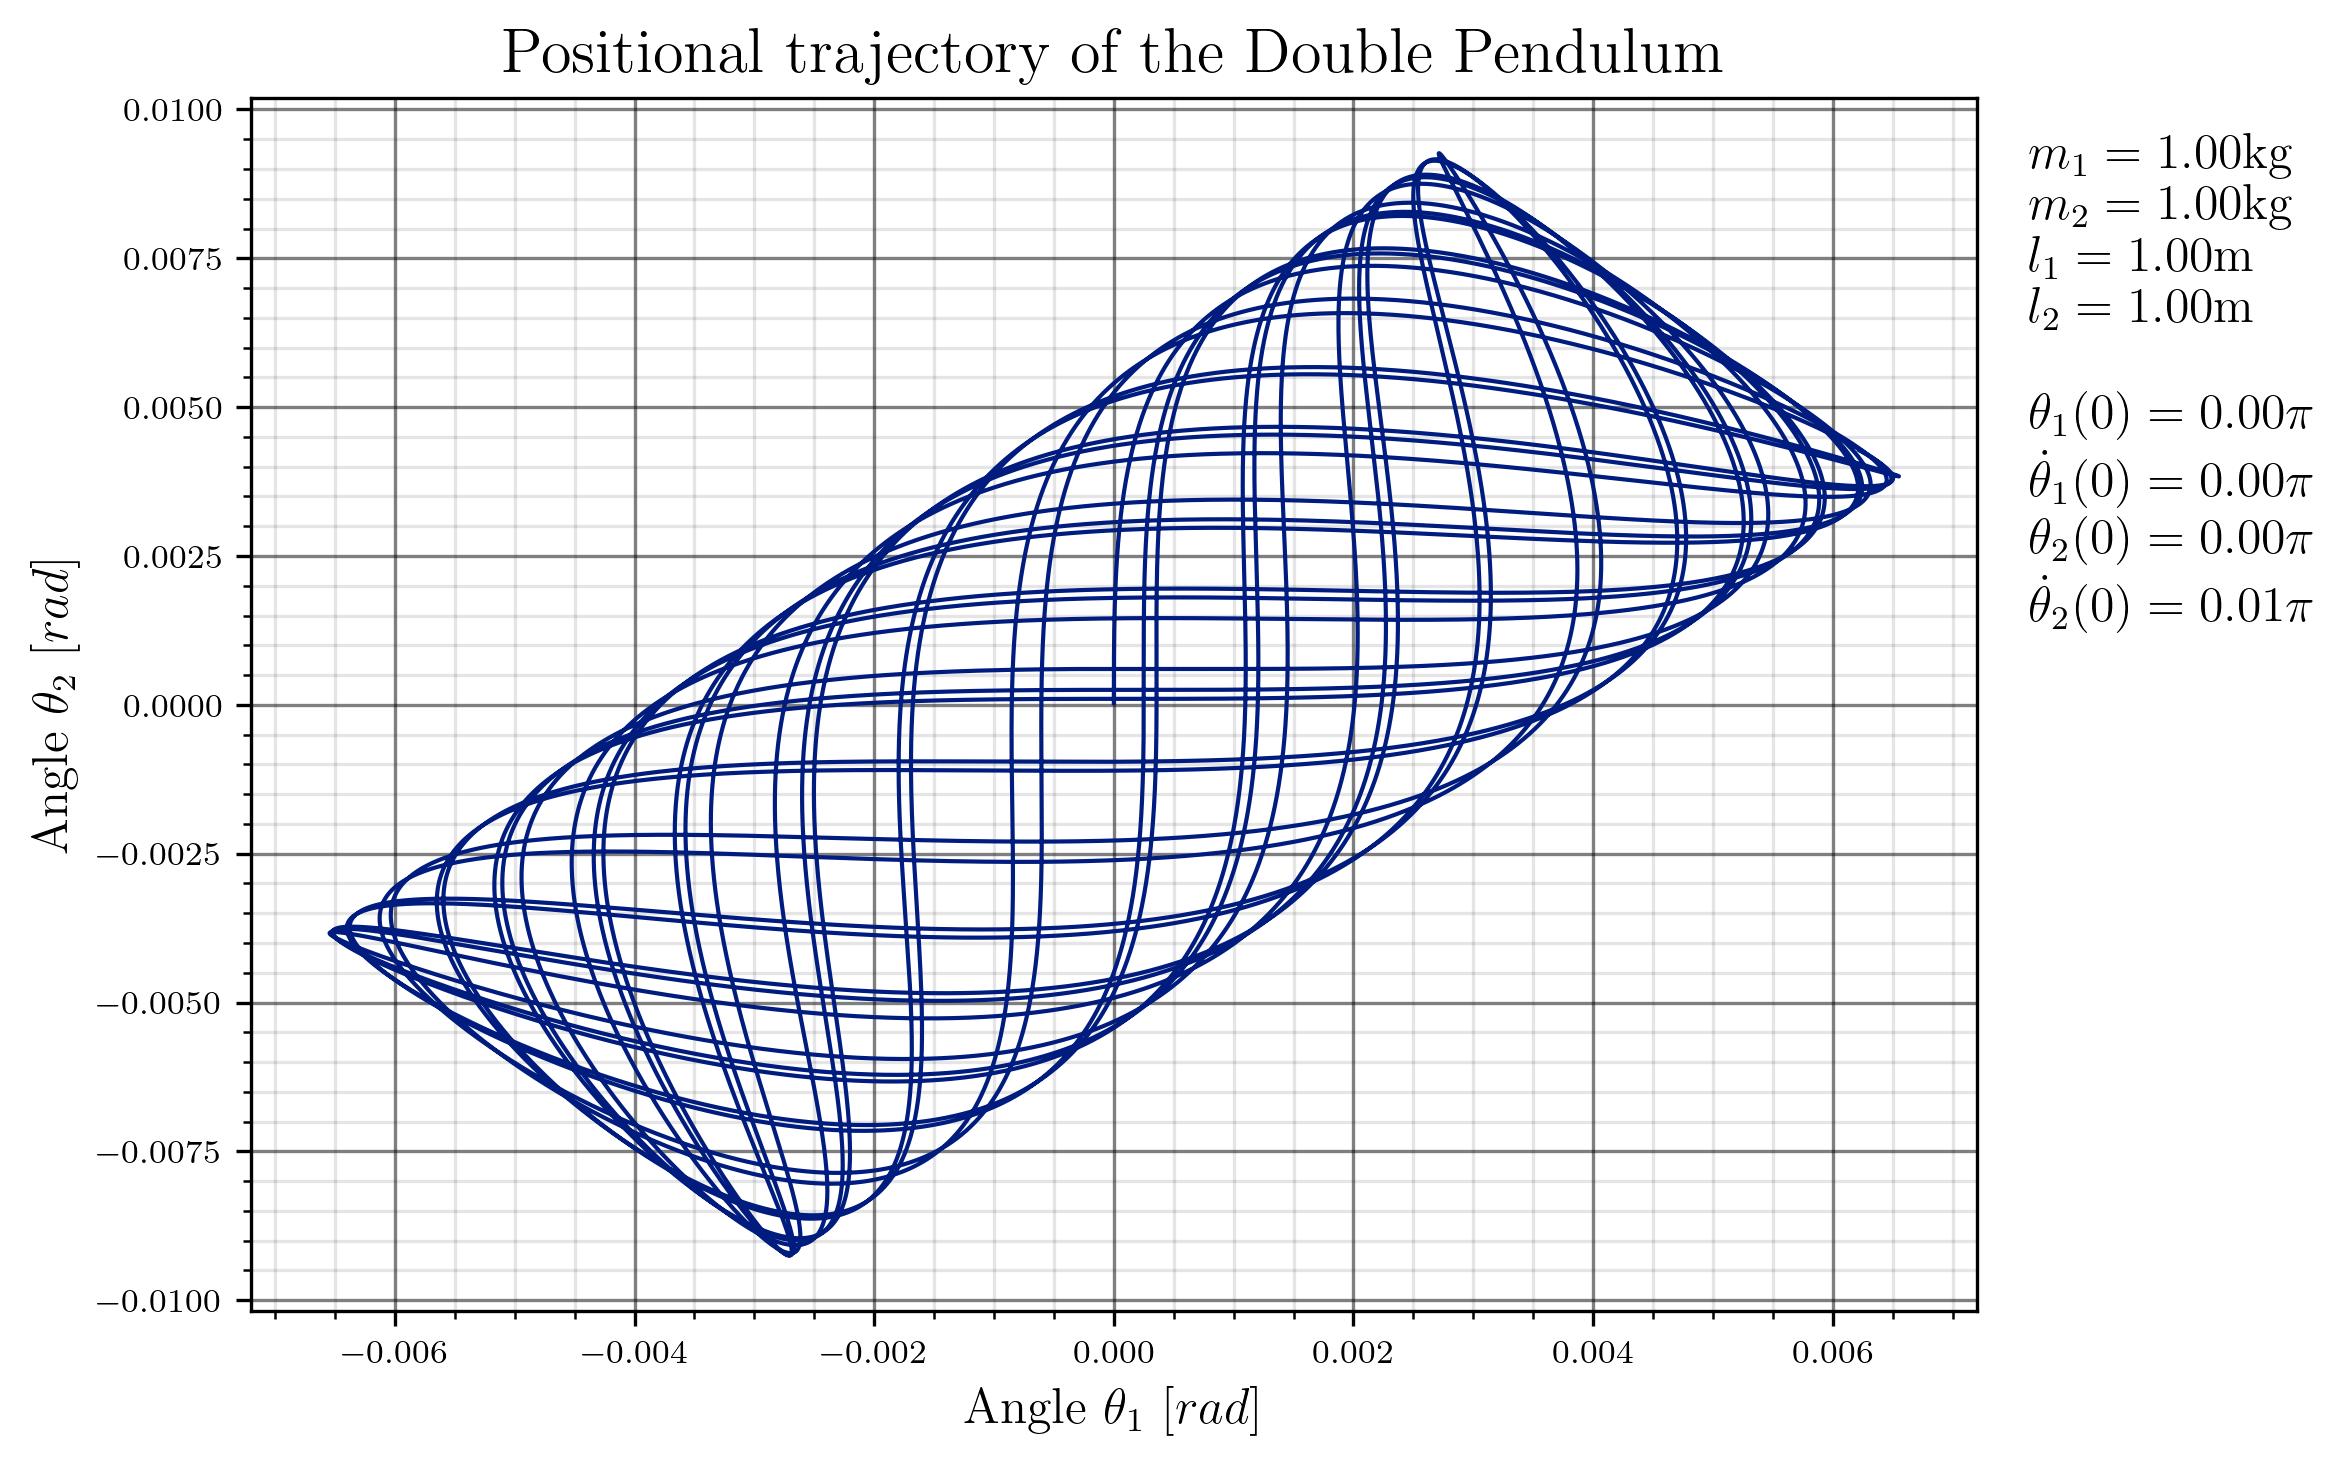 Positional trajectory of the Double Pendulum
0.0100
0.0075
0.0050
0.0025
0.0000
−0.0025
−0.0050
−0.0075
−0.0100
Angle θ₂ [rad]
−0.006 −0.004 −0.002 0.000 0.002 0.004 0.006
Angle θ₁ [rad]
m₁ = 1.00kg
m₂ = 1.00kg
l₁ = 1.00m
l₂ = 1.00m
θ₁(0) = 0.00π
θ̇₁(0) = 0.00π
θ₂(0) = 0.00π
θ̇₂(0) = 0.01π